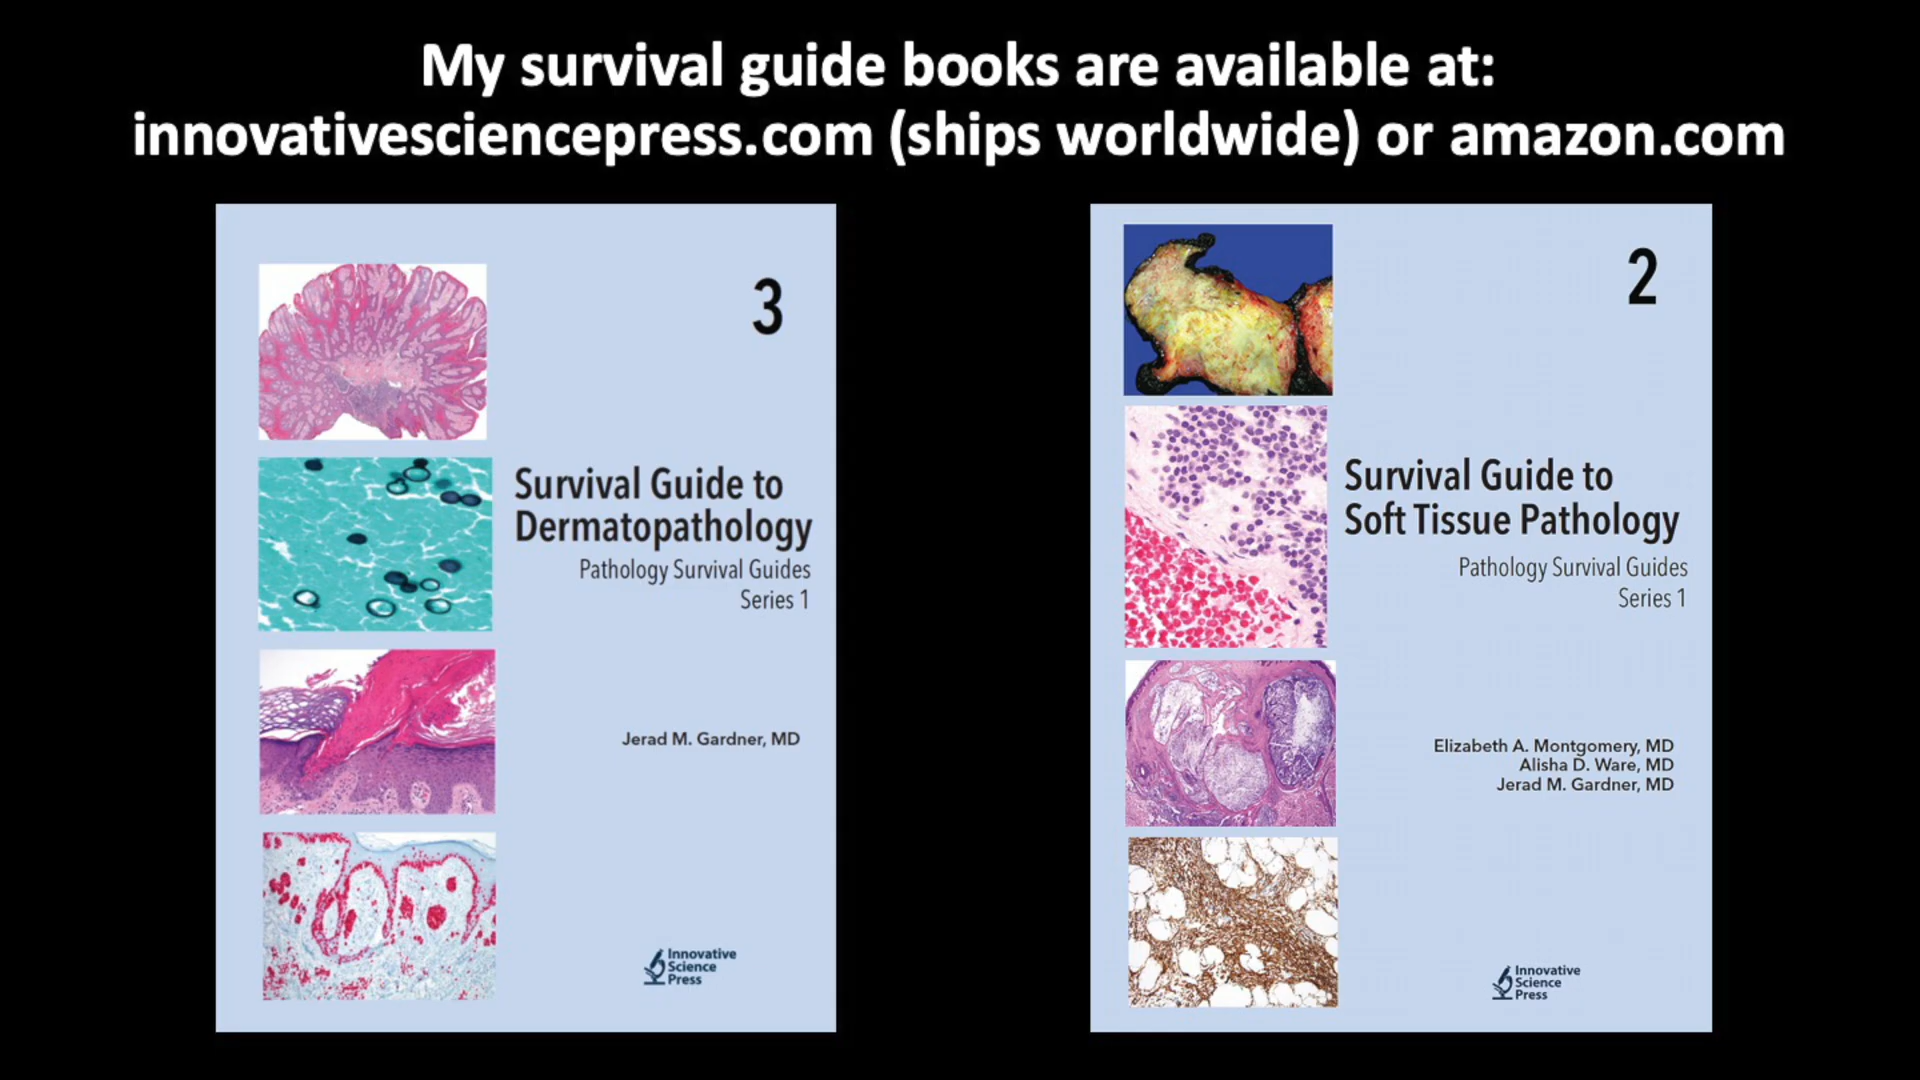 My survival guide books are available at:
innovativesciencepress.com (ships worldwide) or amazon.com
3
Survival Guide to
Dermatopathology
Pathology Survival Guides
Series 1
Jerad M. Gardner, MD
Innovative
Science
Press
2
Survival Guide to
Soft Tissue Pathology
Pathology Survival Guides
Series 1
Elizabeth A. Montgomery, MD
Alisha D. Ware, MD
Jerad M. Gardner, MD
Innovative
Science
Press